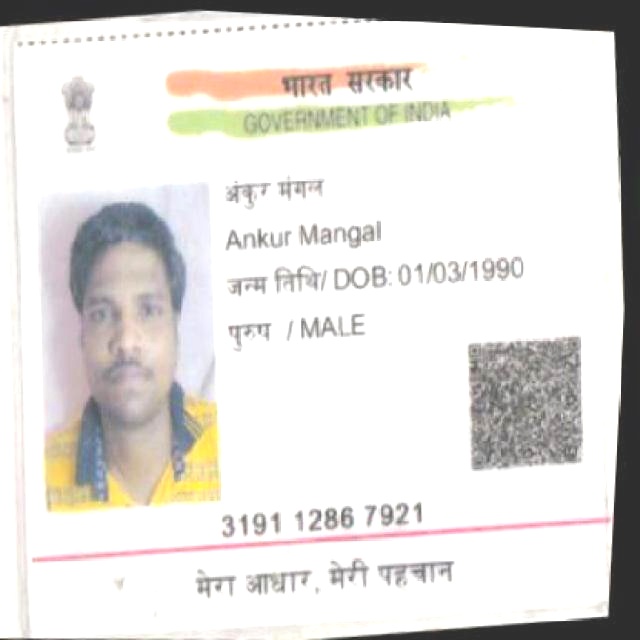 भारत सरकार
GOVERNMENT OF INDIA
अंकुर मंगल
Ankur Mangal
जन्म तिथि/ DOB: 01/03/1990
पुरुष / MALE
3191 1286 7921
मेरा आधार, मेरी पहचान